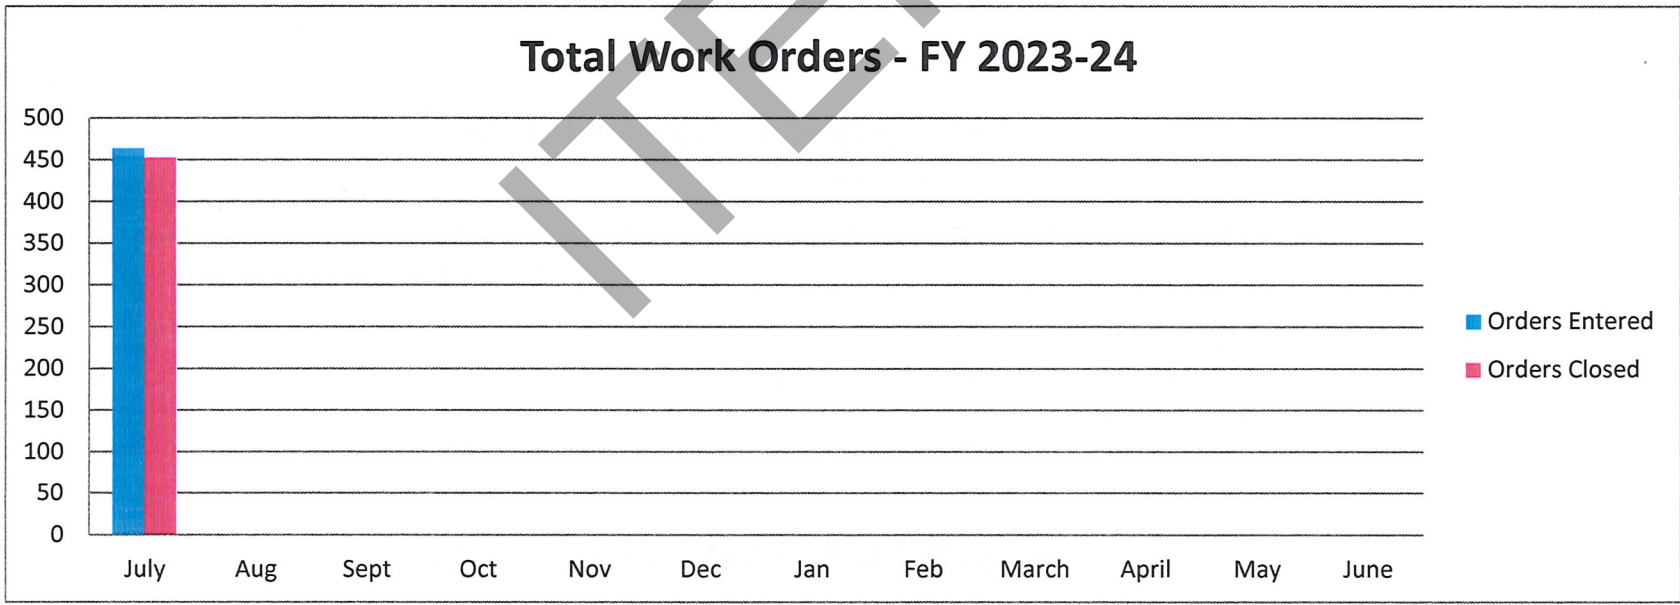 Total Work Orders - FY 2023-24
500
450
400
350
300
250
200
150
100
50
0
July Aug Sept Oct Nov Dec Jan Feb March April May June
Orders Entered
Orders Closed